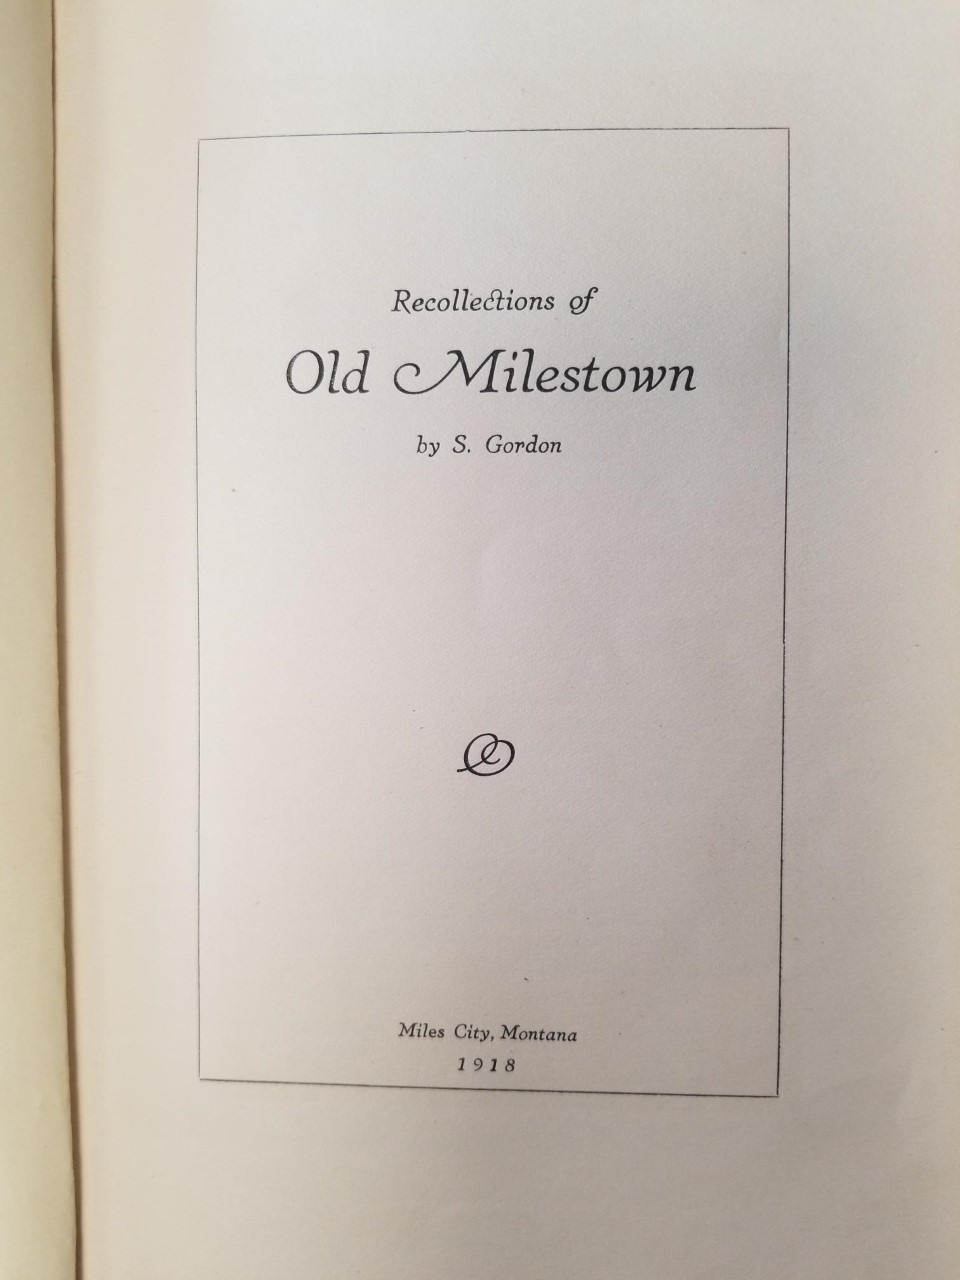 Recollections of
Old Milestown
by S. Gordon
Miles City, Montana
1918